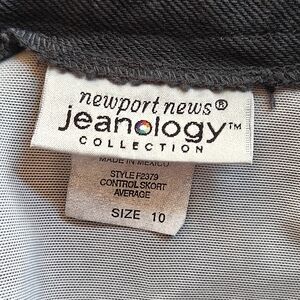 newport news®
jeanology™
COLLECTION
MADE IN MEXICO
STYLE F2379
CONTROL SKORT
AVERAGE
SIZE 10